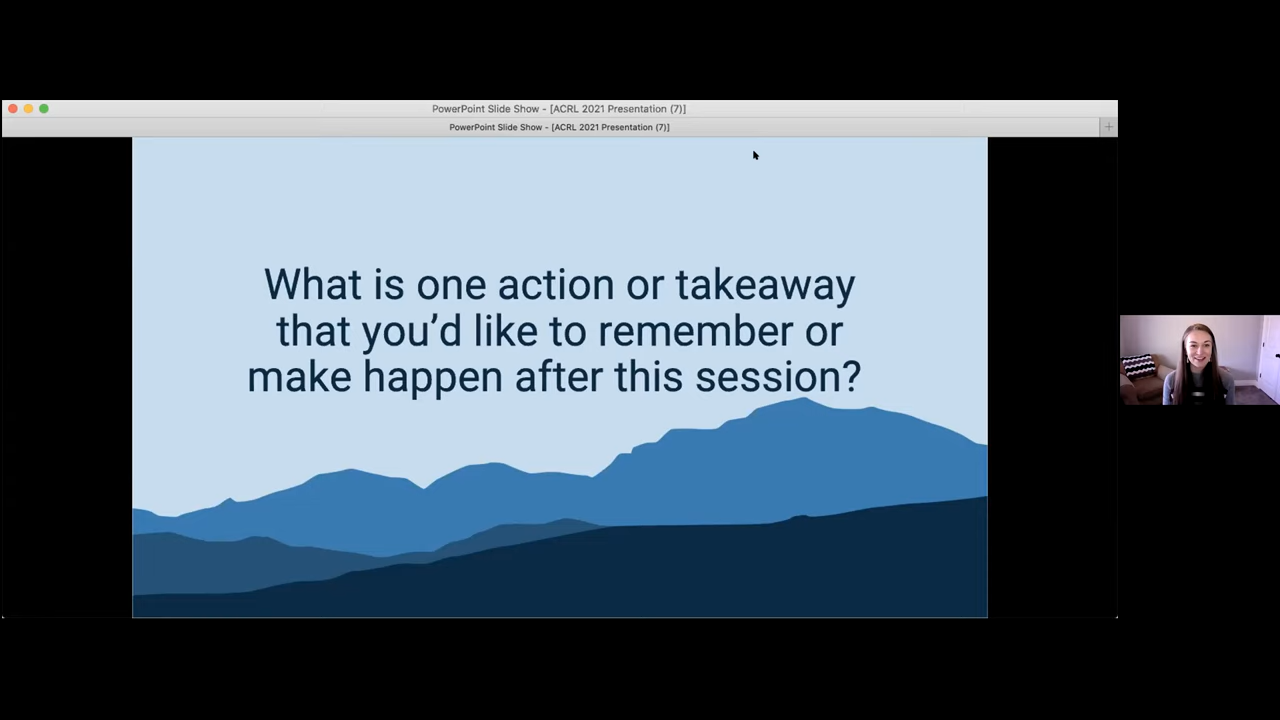 PowerPoint Slide Show - [ACRL 2021 Presentation (7)]
PowerPoint Slide Show - [ACRL 2021 Presentation (7)]
What is one action or takeaway
that you’d like to remember or
make happen after this session?